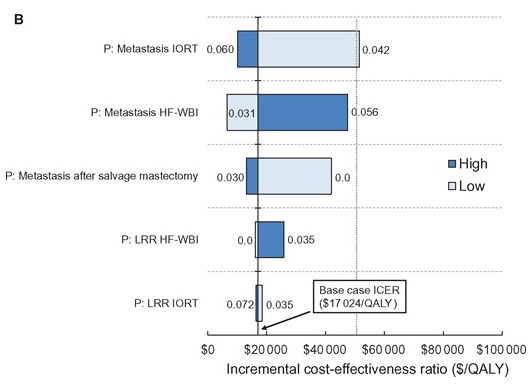 B
P: Metastasis IORT 0.060 0.042
P: Metastasis HF-WBI 0.031 0.056
P: Metastasis after salvage mastectomy 0.030 0.0
High
Low
P: LRR HF-WBI 0.0 0.035
P: LRR IORT 0.072 0.035
Base case ICER
($17 024/QALY)
$0 $20 000 $40 000 $60 000 $80 000 $100 000
Incremental cost-effectiveness ratio ($/QALY)